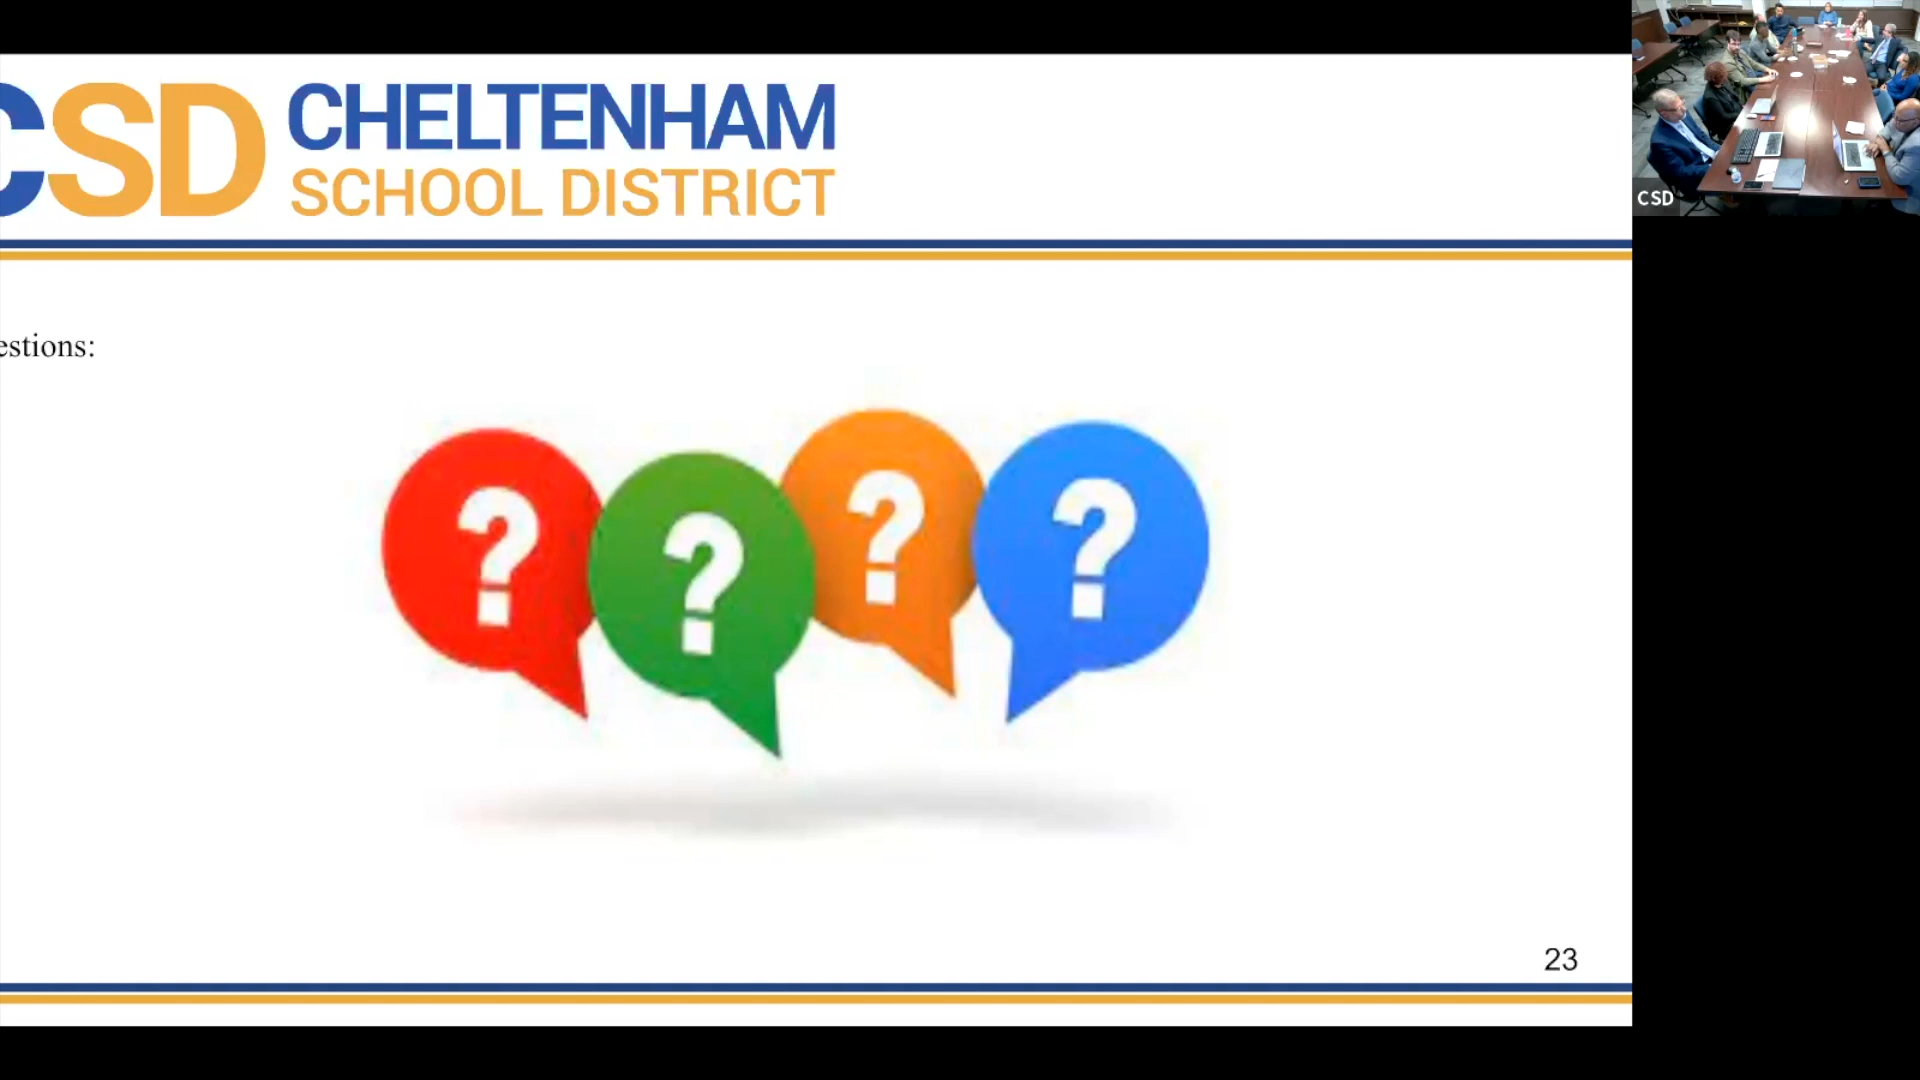 CSD
CHELTENHAM
SCHOOL DISTRICT
estions:
? ? ? ?
23
CSD